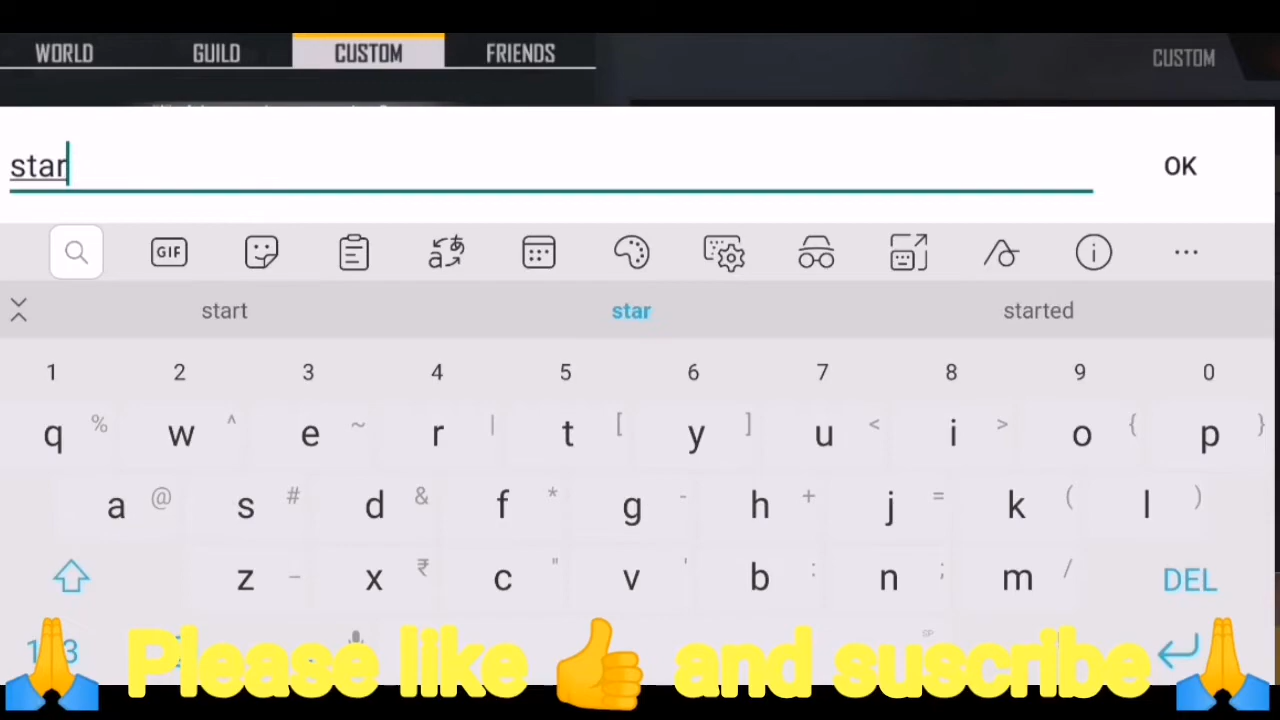 WORLD GUILD CUSTOM FRIENDS CUSTOM
star OK
GIF
start star started
1 2 3 4 5 6 7 8 9 0
q % w ^ e ~ r | t [ y ] u < i > o { p }
a @ s # d & f * g - h + j = k ( l )
z _ x ₹ c " v ' b : n ; m / DEL
🙏 Please like 👍 and suscribe 🙏